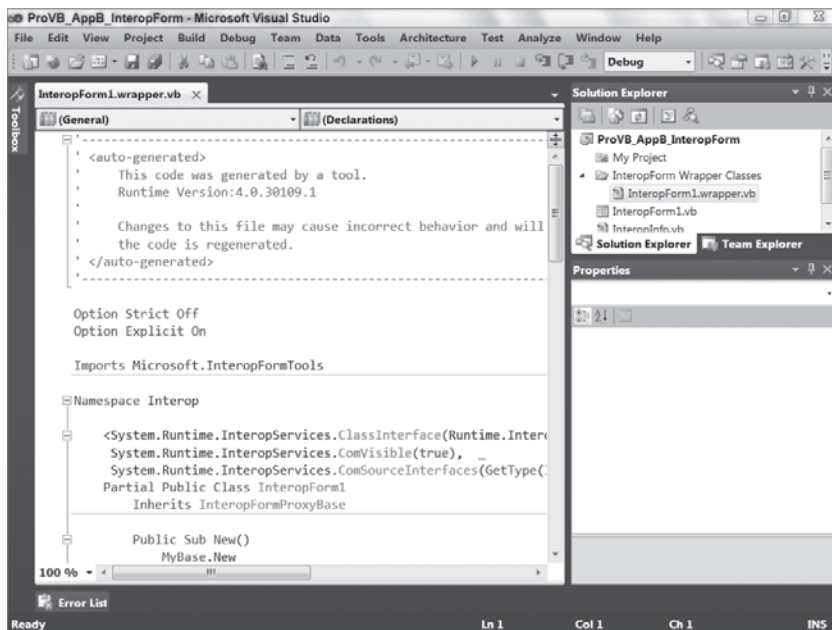 ProVB_AppB_InteropForm - Microsoft Visual Studio
File Edit View Project Build Debug Team Data Tools Architecture Test Analyze Window Help
Debug
Toolbox
InteropForm1.wrapper.vb
(General) (Declarations)
'------------------------------------------------------------------------------
' <auto-generated>
'     This code was generated by a tool.
'     Runtime Version:4.0.30109.1
'
'     Changes to this file may cause incorrect behavior and will
'     the code is regenerated.
' </auto-generated>
'------------------------------------------------------------------------------
Option Strict Off
Option Explicit On
Imports Microsoft.InteropFormTools
Namespace Interop
<System.Runtime.InteropServices.ClassInterface(Runtime.Inter
System.Runtime.InteropServices.ComVisible(true), _
System.Runtime.InteropServices.ComSourceInterfaces(GetType(
Partial Public Class InteropForm1
Inherits InteropFormProxyBase
Public Sub New()
MyBase.New
100 %
Solution Explorer
ProVB_AppB_InteropForm
My Project
InteropForm Wrapper Classes
InteropForm1.wrapper.vb
InteropForm1.vb
InteropInfo.vb
Solution Explorer Team Explorer
Properties
Error List
Ready Ln 1 Col 1 Ch 1 INS